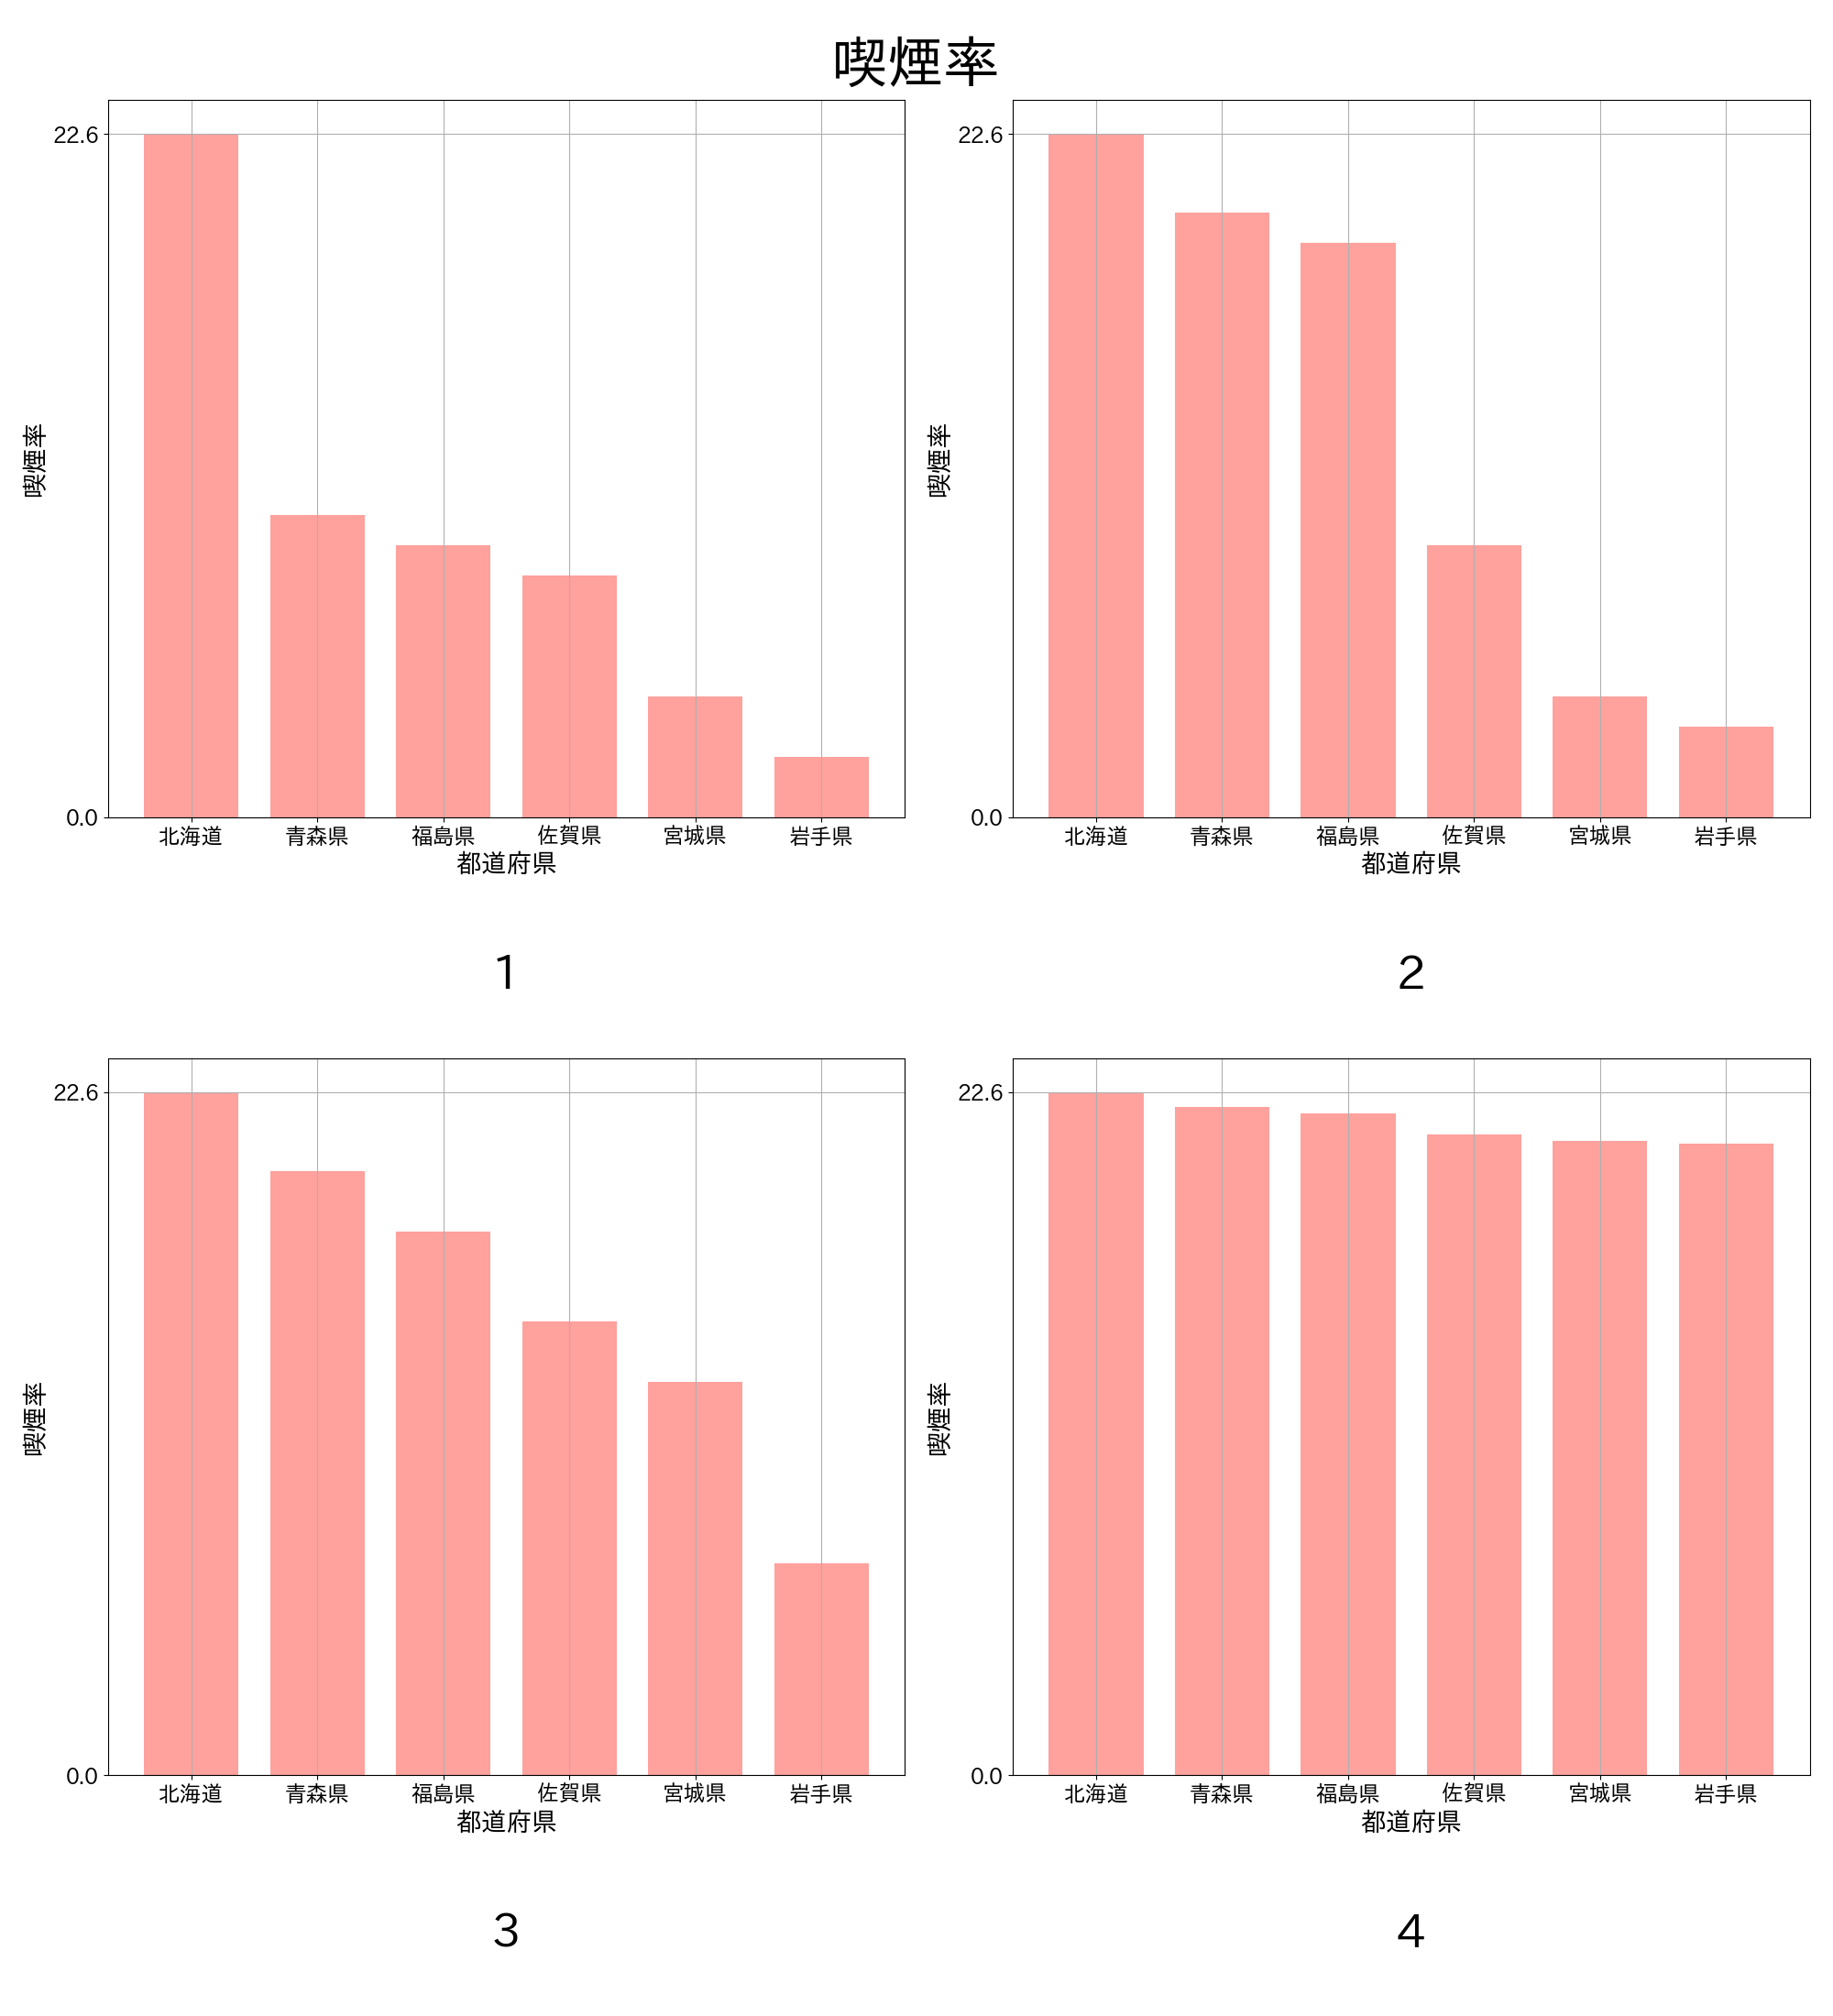 喫煙率
22.6
0.0
喫煙率
北海道 青森県 福島県 佐賀県 宮城県 岩手県
都道府県
1
22.6
0.0
喫煙率
北海道 青森県 福島県 佐賀県 宮城県 岩手県
都道府県
2
22.6
0.0
喫煙率
北海道 青森県 福島県 佐賀県 宮城県 岩手県
都道府県
3
22.6
0.0
喫煙率
北海道 青森県 福島県 佐賀県 宮城県 岩手県
都道府県
4